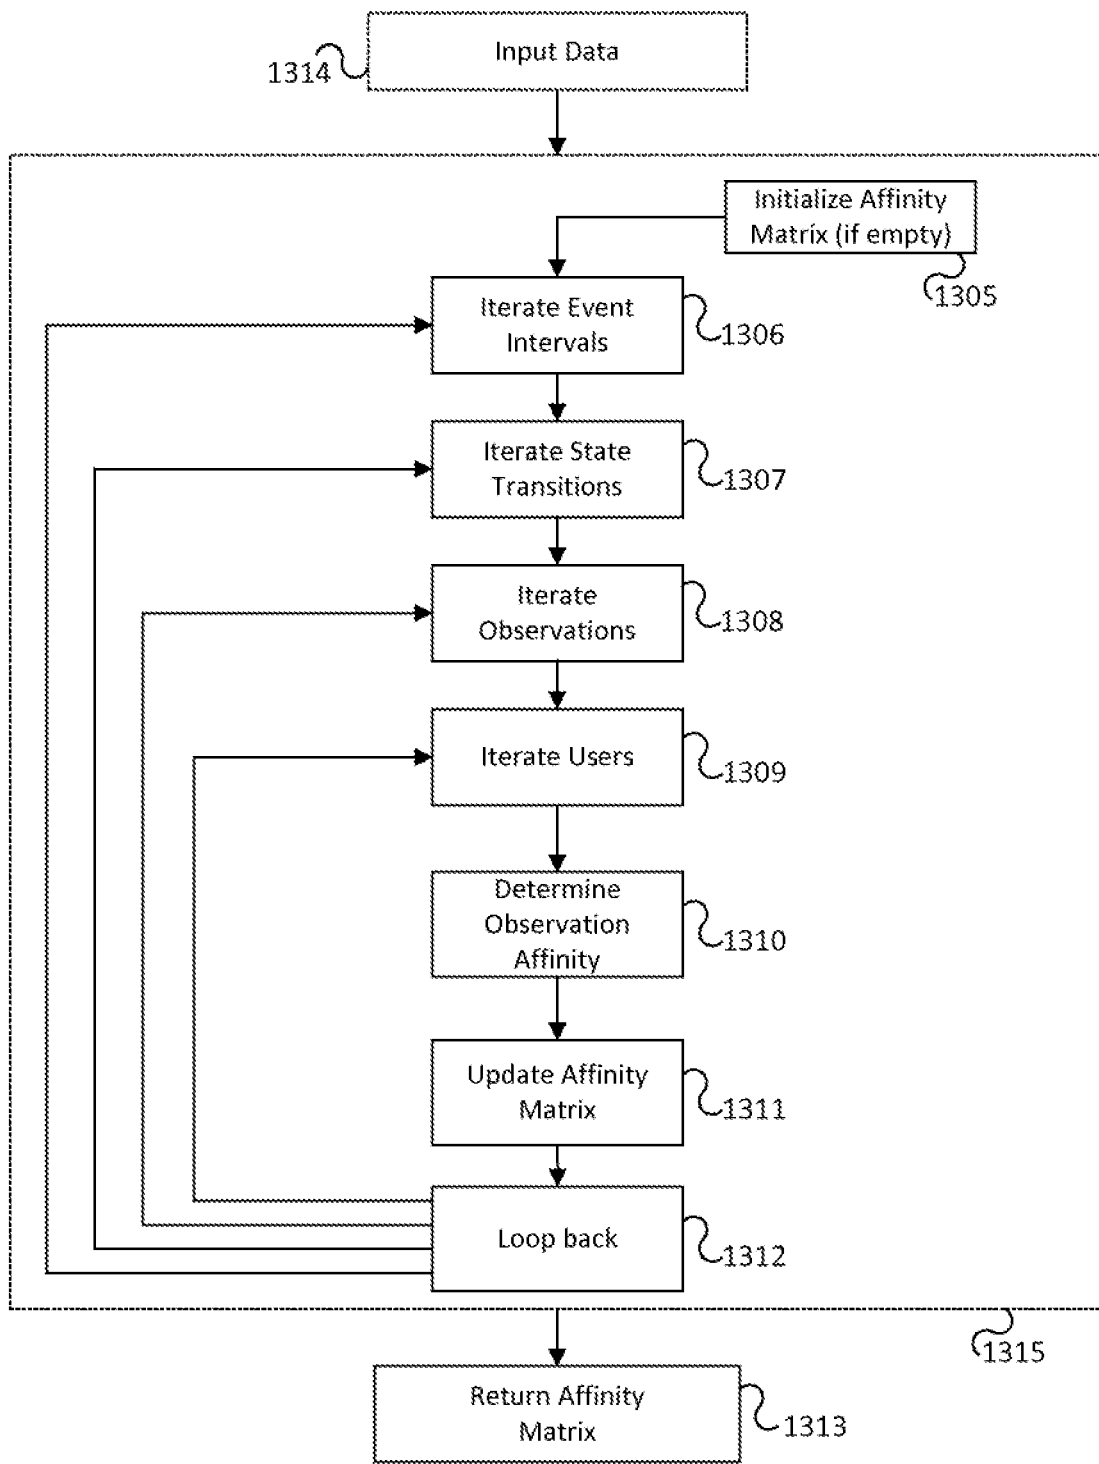 Input Data
1314
Initialize Affinity
Matrix (if empty)
1305
Iterate Event
Intervals
1306
Iterate State
Transitions
1307
Iterate
Observations
1308
Iterate Users
1309
Determine
Observation
Affinity
1310
Update Affinity
Matrix
1311
Loop back
1312
1315
Return Affinity
Matrix
1313